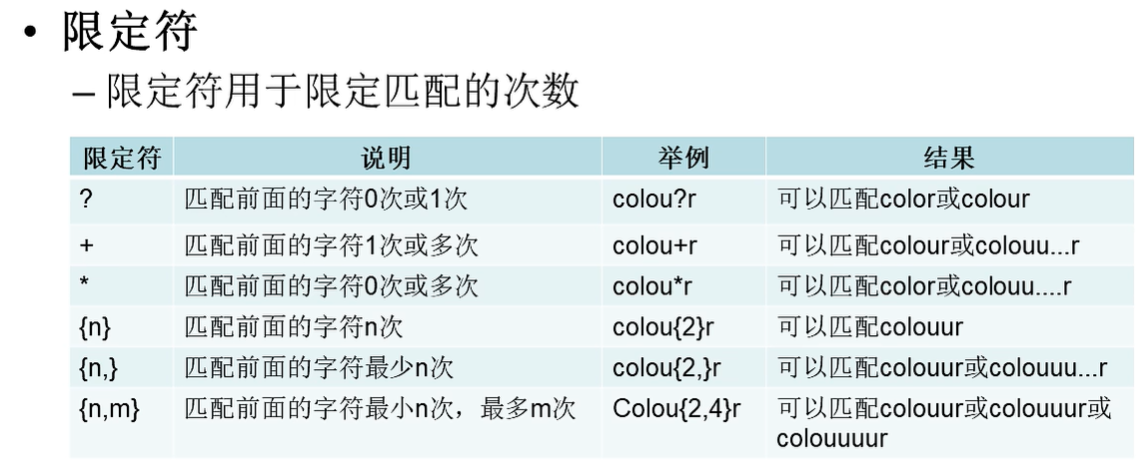 • 限定符
– 限定符用于限定匹配的次数
限定符 说明 举例 结果
? 匹配前面的字符0次或1次 colou?r 可以匹配color或colour
+ 匹配前面的字符1次或多次 colou+r 可以匹配colour或colouu...r
* 匹配前面的字符0次或多次 colou*r 可以匹配color或colouu....r
{n} 匹配前面的字符n次 colou{2}r 可以匹配colouur
{n,} 匹配前面的字符最少n次 colou{2,}r 可以匹配colouur或colouuu...r
{n,m} 匹配前面的字符最小n次，最多m次 Colou{2,4}r 可以匹配colouur或colouuur或
colouuuur